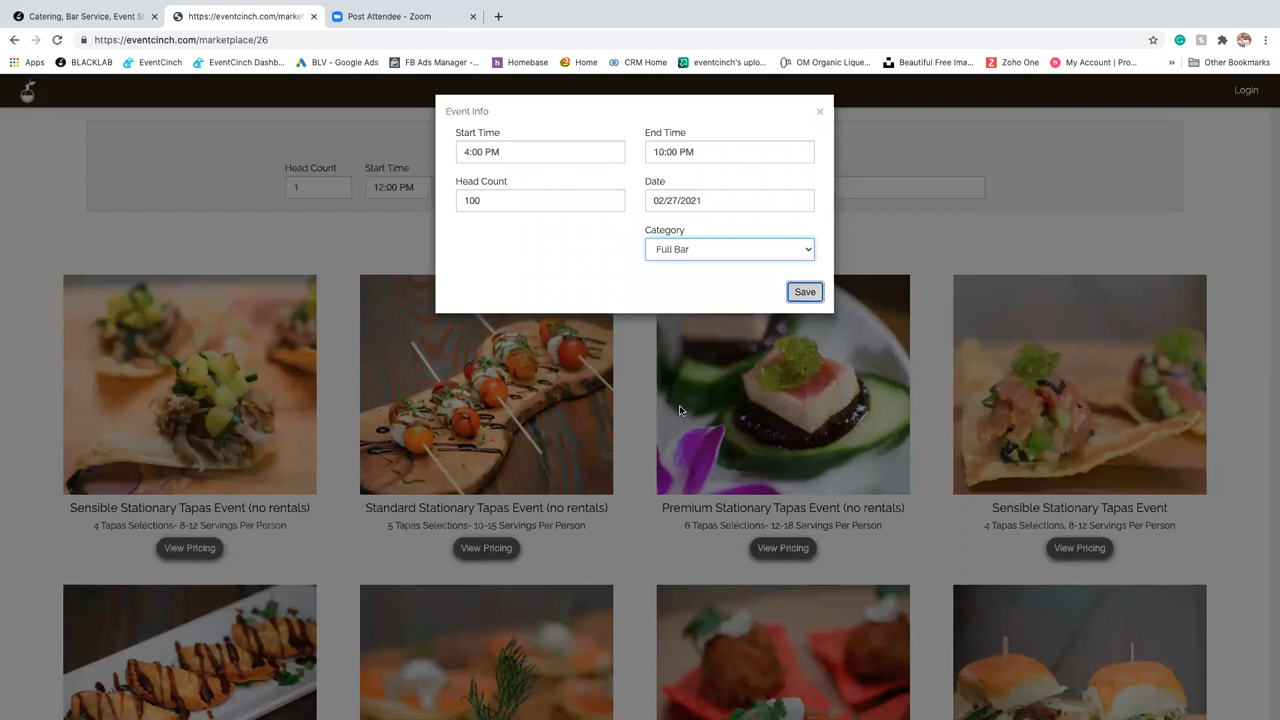 Catering, Bar Service, Event S
https://eventcinch.com/market
Post Attendee - Zoom
https://eventcinch.com/marketplace/26
Apps
BLACKLAB
EventCinch
EventCinch Dashb...
BLV - Google Ads
FB Ads Manager -...
Homebase
Home
CRM Home
eventcinch's uplo...
OM Organic Lique...
Beautiful Free Ima...
Zoho One
My Account | Pro...
»
Other Bookmarks
Login
Event Info
×
Start Time
End Time
4:00 PM
10:00 PM
Head Count
Date
100
02/27/2021
Category
Full Bar
Save
Head Count
Start Time
1
12:00 PM
Sensible Stationary Tapas Event (no rentals)
4 Tapas Selections- 8-12 Servings Per Person
View Pricing
Standard Stationary Tapas Event (no rentals)
5 Tapas Selections- 10-15 Servings Per Person
View Pricing
Premium Stationary Tapas Event (no rentals)
6 Tapas Selections- 12-18 Servings Per Person
View Pricing
Sensible Stationary Tapas Event
4 Tapas Selections, 8-12 Servings Per Person
View Pricing